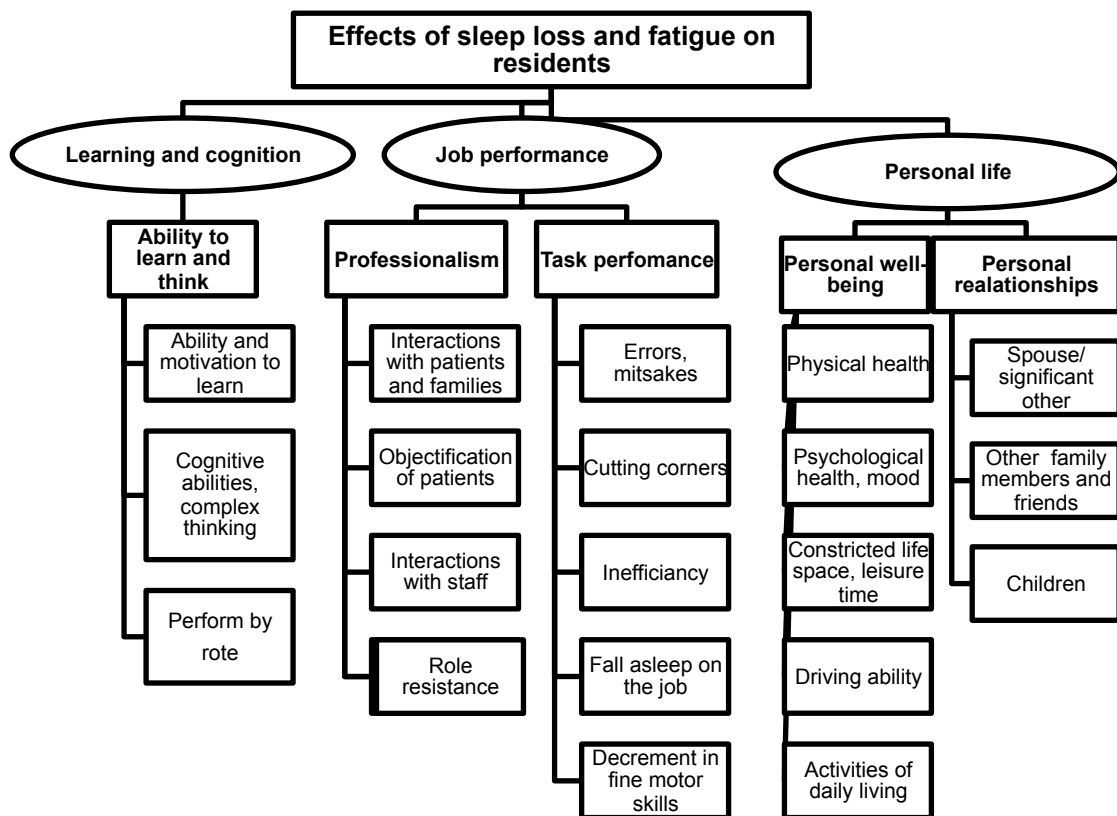 Effects of sleep loss and fatigue on
residents
Learning and cognition
Job performance
Personal life
Ability to
learn and
think
Professionalism
Task perfomance
Personal well-
being
Personal
realationships
Ability and
motivation to
learn
Cognitive
abilities,
complex
thinking
Perform by
rote
Interactions
with patients
and families
Objectification
of patients
Interactions
with staff
Role
resistance
Errors,
mitsakes
Cutting corners
Inefficiancy
Fall asleep on
the job
Decrement in
fine motor
skills
Physical health
Psychological
health, mood
Constricted life
space, leisure
time
Driving ability
Activities of
daily living
Spouse/
significant
other
Other family
members and
friends
Children